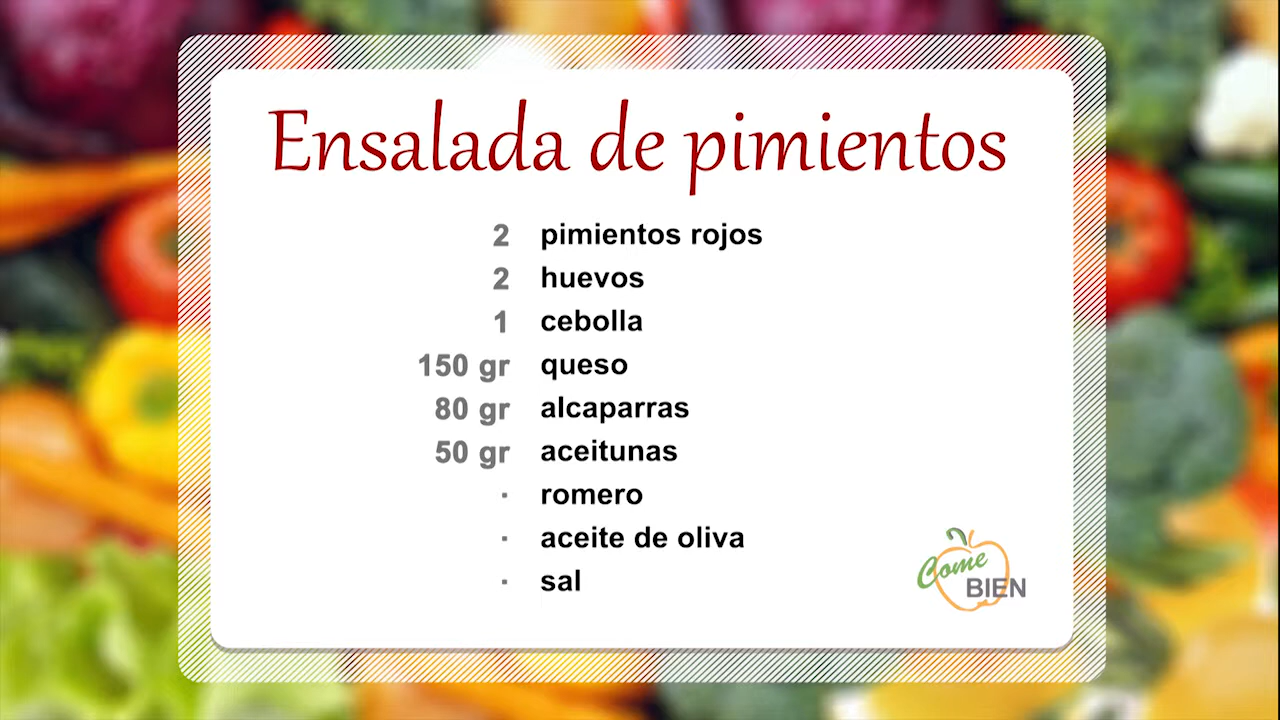 Ensalada de pimientos
2 pimientos rojos
2 huevos
1 cebolla
150 gr queso
80 gr alcaparras
50 gr aceitunas
· romero
· aceite de oliva
· sal
Come
BIEN